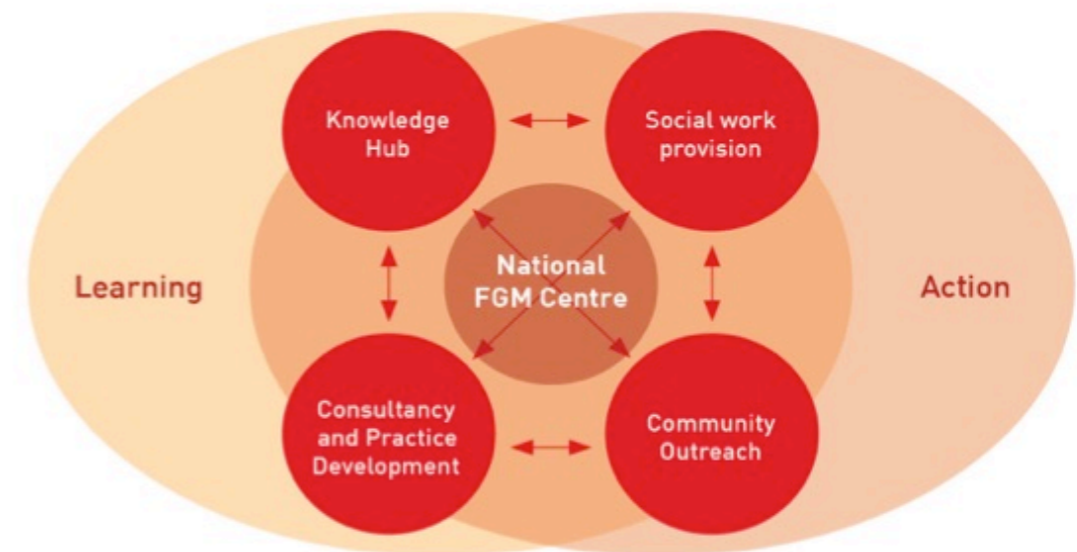 Knowledge
Hub
Social work
provision
Learning
National
FGM Centre
Action
Consultancy
and Practice
Development
Community
Outreach